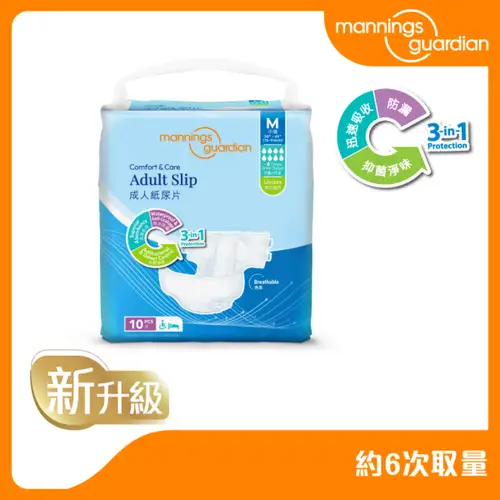 mannings
guardian
迅速吸收
防漏
抑菌淨味
3-in-1
Protection
mannings
guardian
M
Comfort & Care
Adult Slip
成人紙尿片
3-in-1
Protection
Unisex
Breathable
10 PCS
新升級
約6次取量